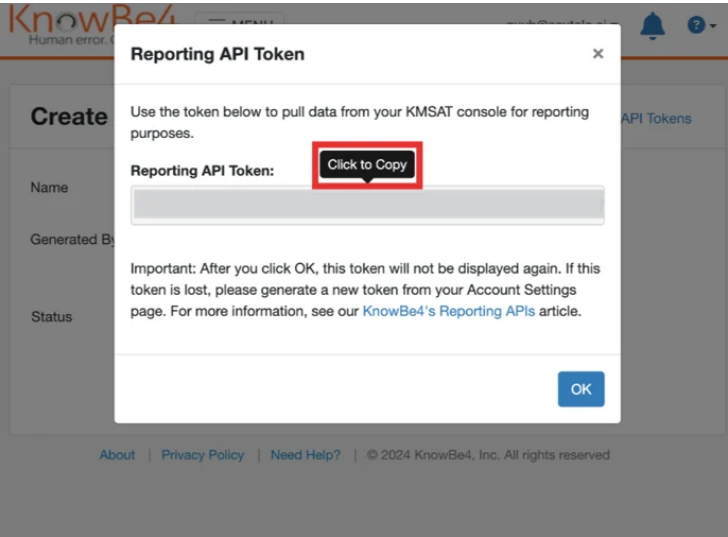 KnowBe4
MENU
Human error.
Reporting API Token
×
Create
Use the token below to pull data from your KMSAT console for reporting
purposes.
API Tokens
Click to Copy
Reporting API Token:
Name
Generated By
Important: After you click OK, this token will not be displayed again. If this
token is lost, please generate a new token from your Account Settings
page. For more information, see our KnowBe4's Reporting APIs article.
Status
OK
About | Privacy Policy | Need Help? | © 2024 KnowBe4, Inc. All rights reserved